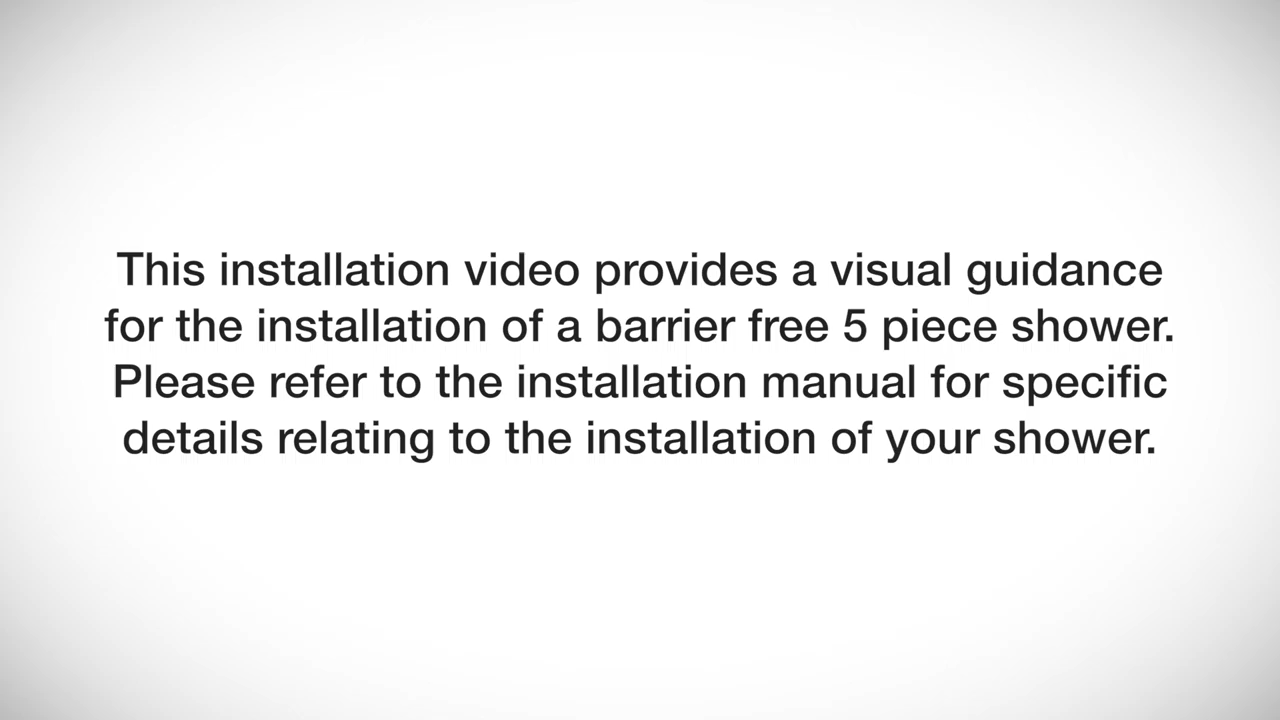 This installation video provides a visual guidance
for the installation of a barrier free 5 piece shower.
Please refer to the installation manual for specific
details relating to the installation of your shower.